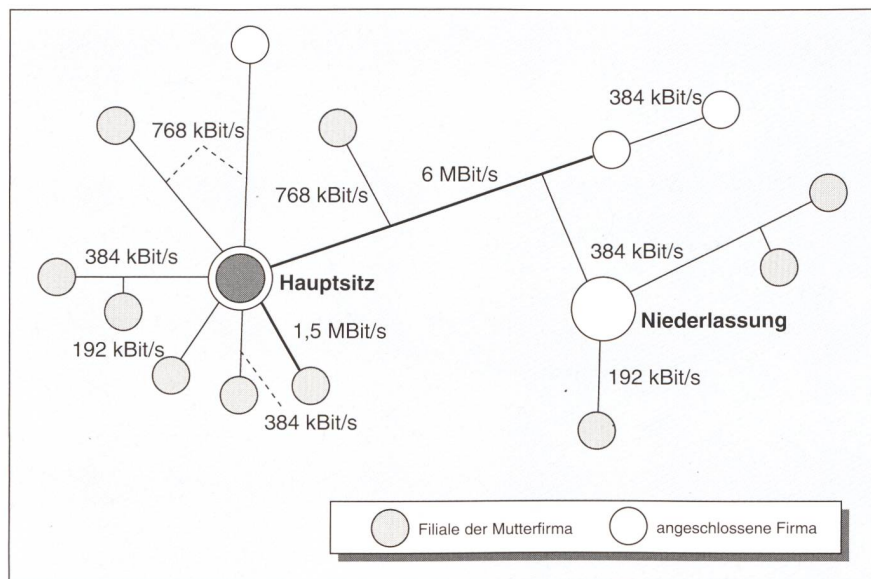 384 kBit/s
768 kBit/s
6 MBit/s
768 kBit/s
384 kBit/s
384 kBit/s
Hauptsitz
Niederlassung
1,5 MBit/s
192 kBit/s
192 kBit/s
384 kBit/s
Filiale der Mutterfirma
angeschlossene Firma